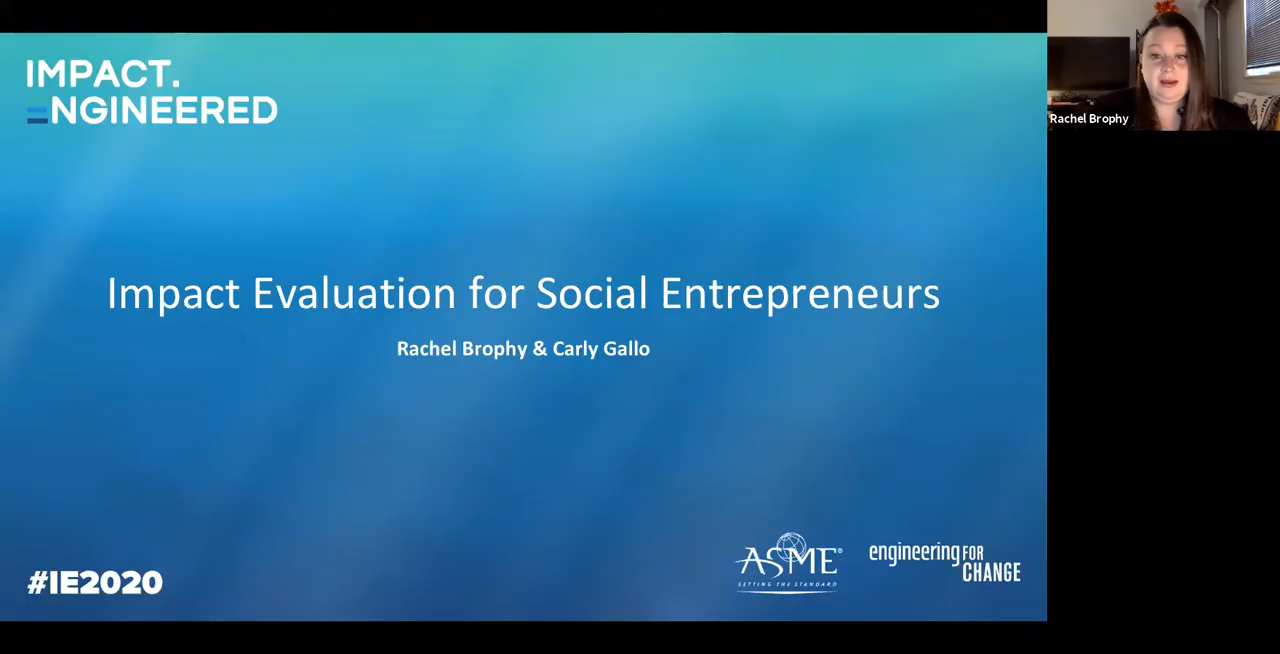 IMPACT.
NGINEERED
Impact Evaluation for Social Entrepreneurs
Rachel Brophy & Carly Gallo
#IE2020
ASME®
SETTING THE STANDARD
engineering FOR
CHANGE
Rachel Brophy